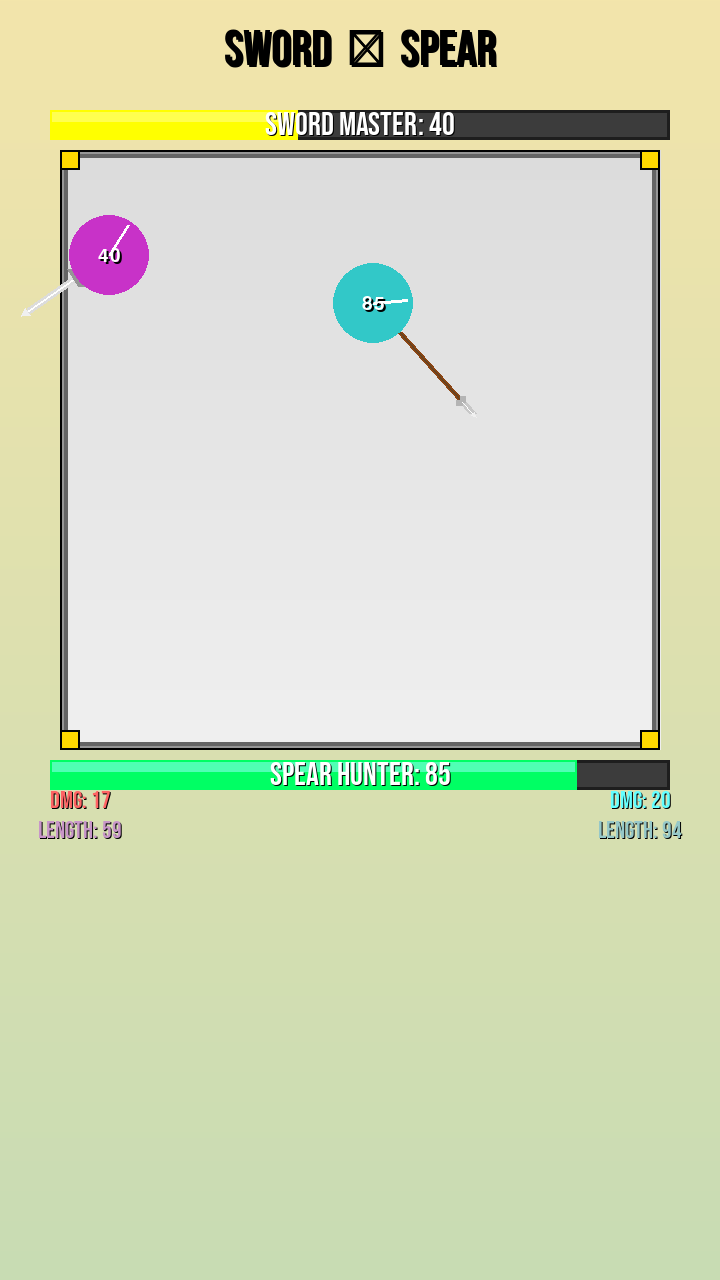 SWORD SPEAR
SWORD MASTER: 40
40
85
SPEAR HUNTER: 85
DMG: 17
DMG: 20
LENGTH: 59
LENGTH: 94